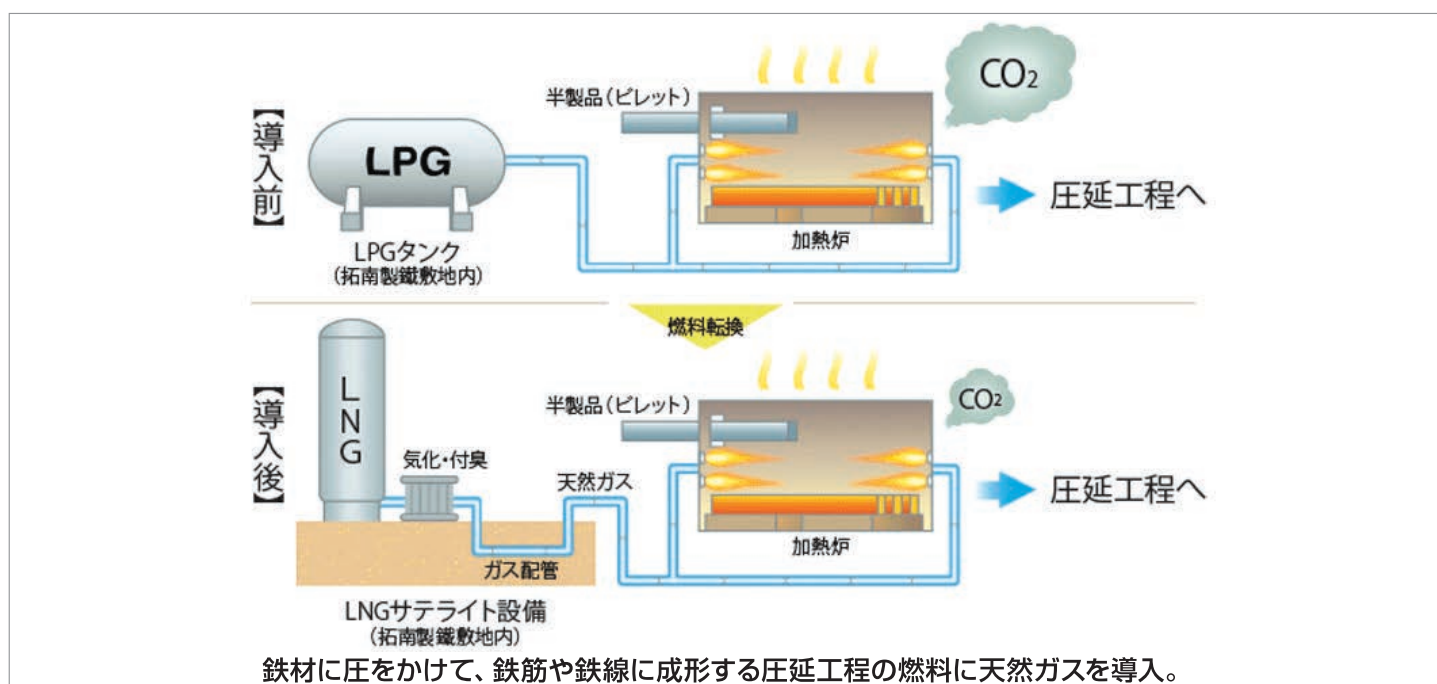 【導入前】
LPG
LPGタンク
(拓南製鐵敷地内)
半製品(ビレット)
CO2
加熱炉
圧延工程へ
燃料転換
【導入後】
LNG
気化・付臭
天然ガス
ガス配管
LNGサテライト設備
(拓南製鐵敷地内)
半製品(ビレット)
CO2
加熱炉
圧延工程へ
鉄材に圧をかけて、鉄筋や鉄線に成形する圧延工程の燃料に天然ガスを導入。